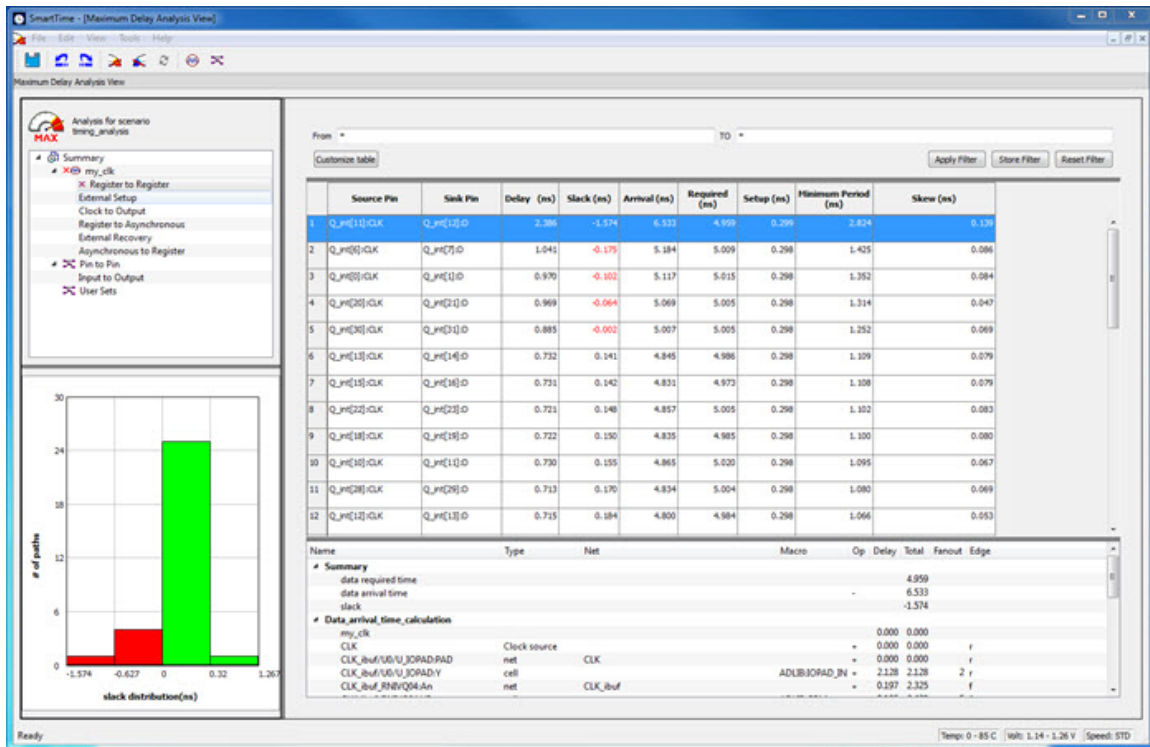 SmartTime - [Maximum Delay Analysis View]
File Edit View Tools Help
Maximum Delay Analysis View
MAX
Analysis for scenario
timing_analysis
Summary
my_clk
Register to Register
External Setup
Clock to Output
Register to Asynchronous
External Recovery
Asynchronous to Register
Pin to Pin
Input to Output
User Sets
From *
TO *
Customize table
Apply Filter
Store Filter
Reset Filter
Source Pin Sink Pin Delay (ns) Slack (ns) Arrival (ns) Required (ns) Setup (ns) Minimum Period (ns) Skew (ns)
1 Q_int[11]:CLK Q_int[12]:D 2.386 -1.574 6.533 4.959 0.299 2.824 0.139
2 Q_int[6]:CLK Q_int[7]:D 1.041 -0.175 5.184 5.009 0.298 1.425 0.086
3 Q_int[0]:CLK Q_int[1]:D 0.970 -0.102 5.117 5.015 0.298 1.352 0.084
4 Q_int[20]:CLK Q_int[21]:D 0.969 -0.064 5.069 5.005 0.298 1.314 0.047
5 Q_int[30]:CLK Q_int[31]:D 0.885 -0.002 5.007 5.005 0.298 1.252 0.069
6 Q_int[13]:CLK Q_int[14]:D 0.732 0.141 4.845 4.986 0.298 1.109 0.079
7 Q_int[15]:CLK Q_int[16]:D 0.731 0.142 4.831 4.973 0.298 1.108 0.079
8 Q_int[22]:CLK Q_int[23]:D 0.721 0.148 4.857 5.005 0.298 1.102 0.083
9 Q_int[18]:CLK Q_int[19]:D 0.722 0.150 4.835 4.985 0.298 1.100 0.080
10 Q_int[10]:CLK Q_int[11]:D 0.730 0.155 4.865 5.020 0.298 1.095 0.067
11 Q_int[28]:CLK Q_int[29]:D 0.713 0.170 4.834 5.004 0.298 1.080 0.069
12 Q_int[12]:CLK Q_int[13]:D 0.715 0.184 4.800 4.984 0.298 1.066 0.053
30
24
18
12
6
0
# of paths
-1.574 -0.627 0 0.32 1.267
slack distribution(ns)
Name Type Net Macro Op Delay Total Fanout Edge
Summary
data required time 4.959
data arrival time - 6.533
slack -1.574
Data_arrival_time_calculation
my_clk 0.000 0.000
CLK Clock source + 0.000 0.000 r
CLK_ibuf/U0/U_IOPAD:PAD net CLK + 0.000 0.000 r
CLK_ibuf/U0/U_IOPAD:Y cell ADLIB:IOPAD_IN + 2.128 2.128 2 r
CLK_ibuf_RNIVQ04:An net CLK_ibuf + 0.197 2.325 f
Ready
Temp: 0 - 85 C Volt: 1.14 - 1.26 V Speed: STD